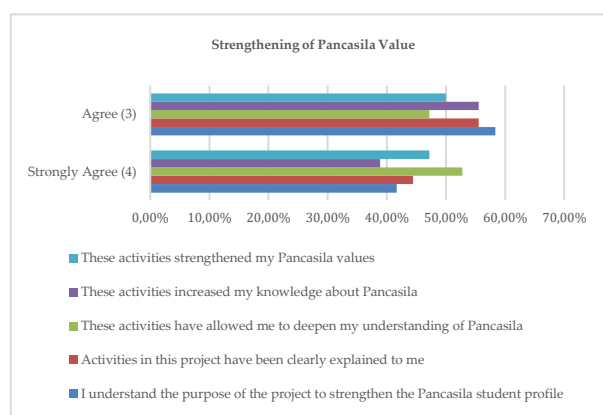 Strengthening of Pancasila Value
Agree (3)
Strongly Agree (4)
0,00% 10,00% 20,00% 30,00% 40,00% 50,00% 60,00% 70,00%
These activities strengthened my Pancasila values
These activities increased my knowledge about Pancasila
These activities have allowed me to deepen my understanding of Pancasila
Activities in this project have been clearly explained to me
I understand the purpose of the project to strengthen the Pancasila student profile